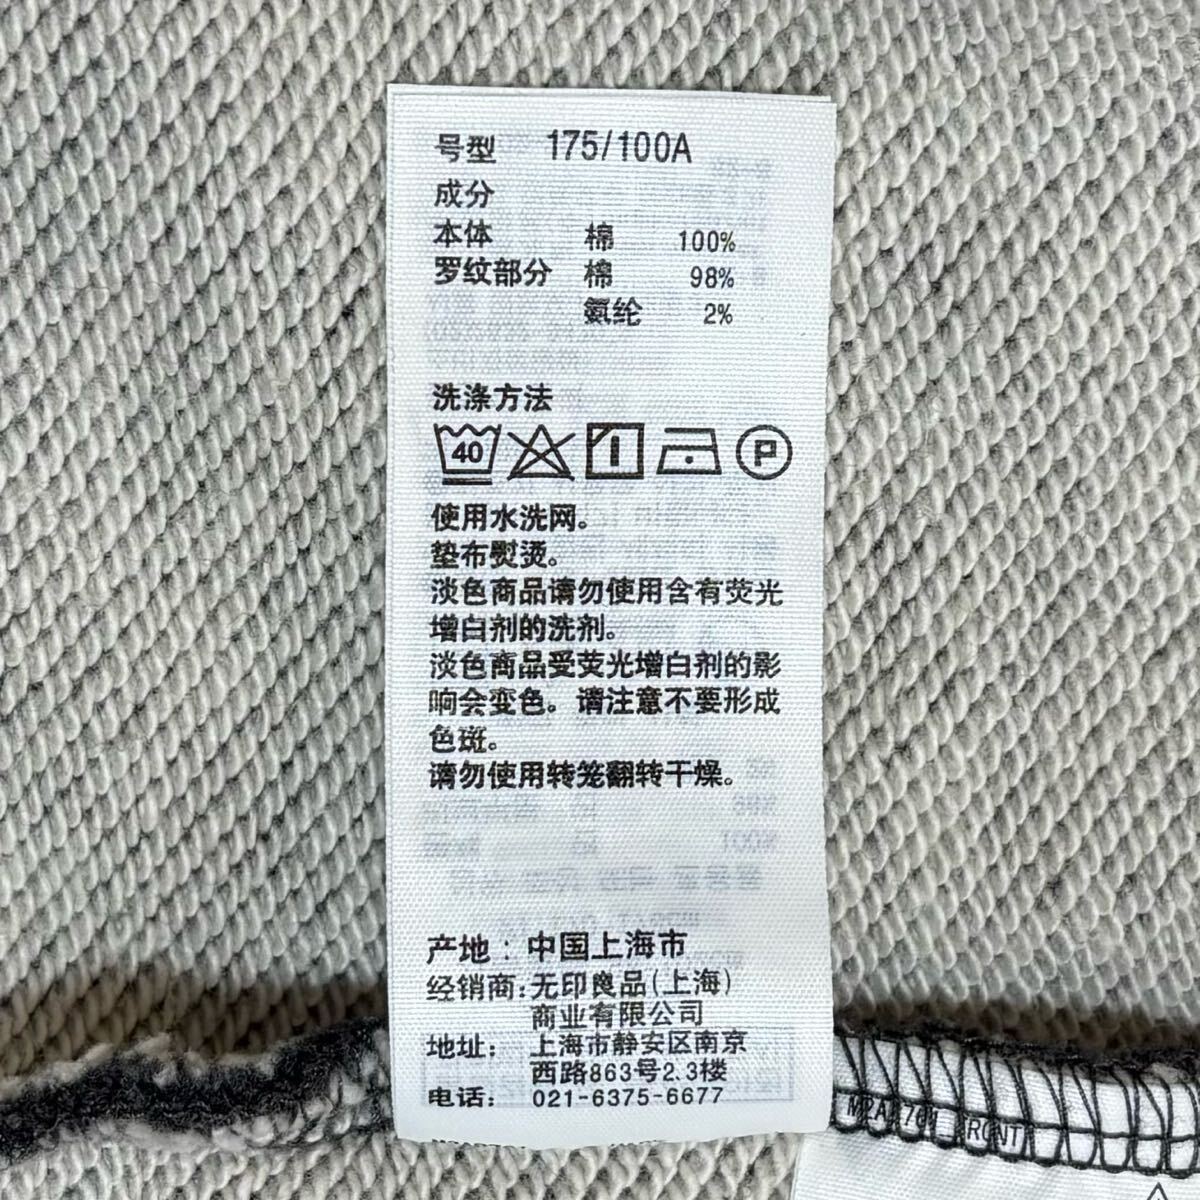 号型 175/100A
成分
本体 棉 100%
罗纹部分 棉 98%
氨纶 2%
洗涤方法
40 P
使用水洗网。
垫布熨烫。
淡色商品请勿使用含有荧光
增白剂的洗剂。
淡色商品受荧光增白剂的影
响会变色。请注意不要形成
色斑。
请勿使用转笼翻转干燥。
产地：中国上海市
经销商：无印良品(上海)
商业有限公司
地址：上海市静安区南京
西路863号2.3楼
电话：021-6375-6677